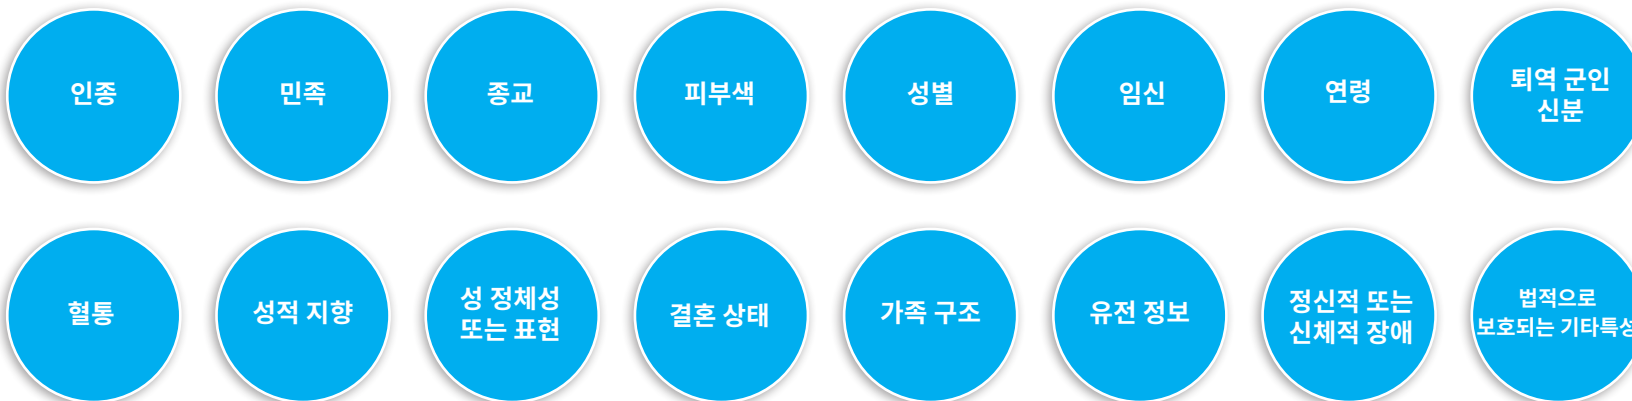 인종
민족
종교
피부색
성별
임신
연령
퇴역 군인
신분
혈통
성적 지향
성 정체성
또는 표현
결혼 상태
가족 구조
유전 정보
정신적 또는
신체적 장애
법적으로
보호되는 기타특성